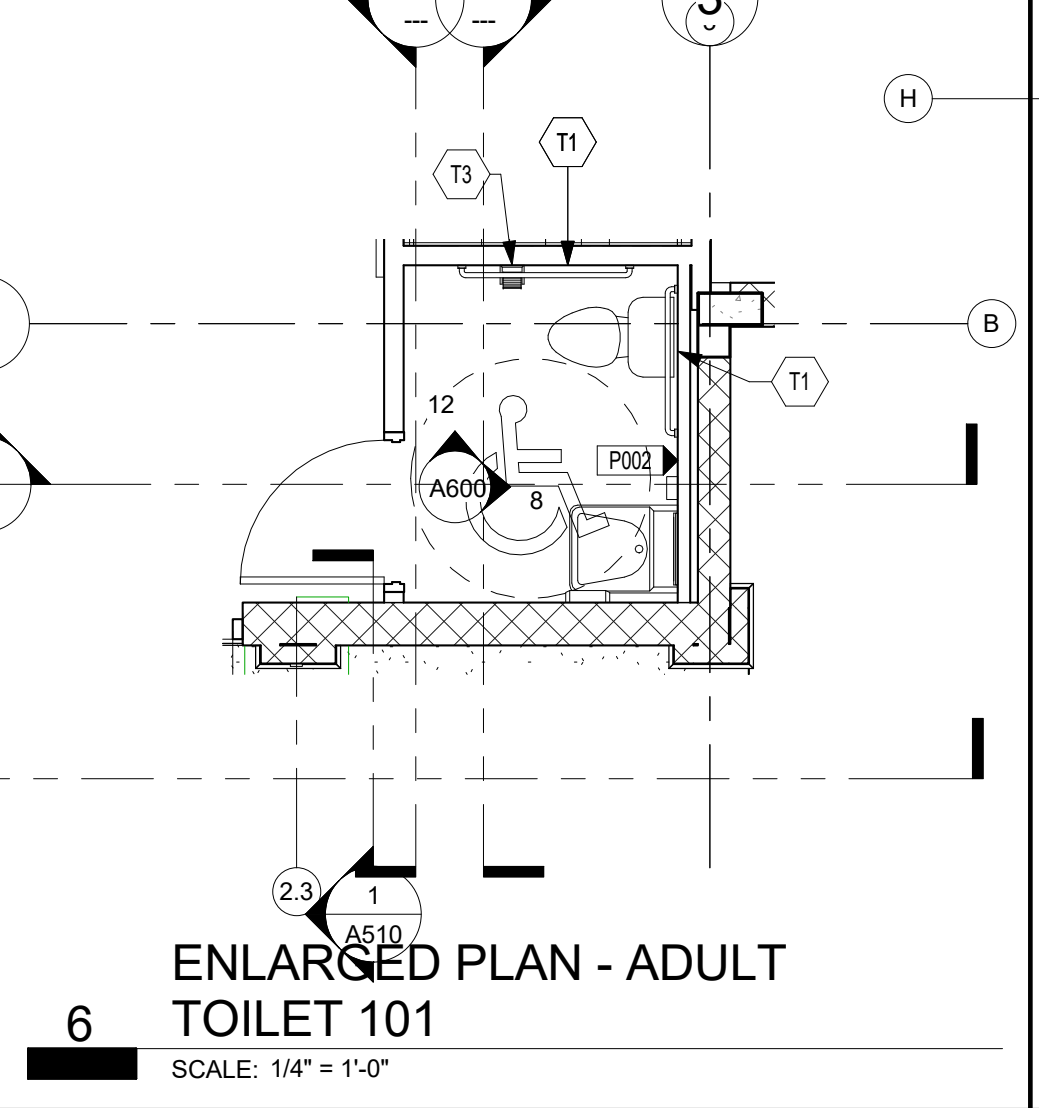 ---
---
3
H
T1
T3
B
T1
12
P002
A600
8
2.3
1
A510
ENLARGED PLAN - ADULT
TOILET 101
6
SCALE: 1/4" = 1'-0"